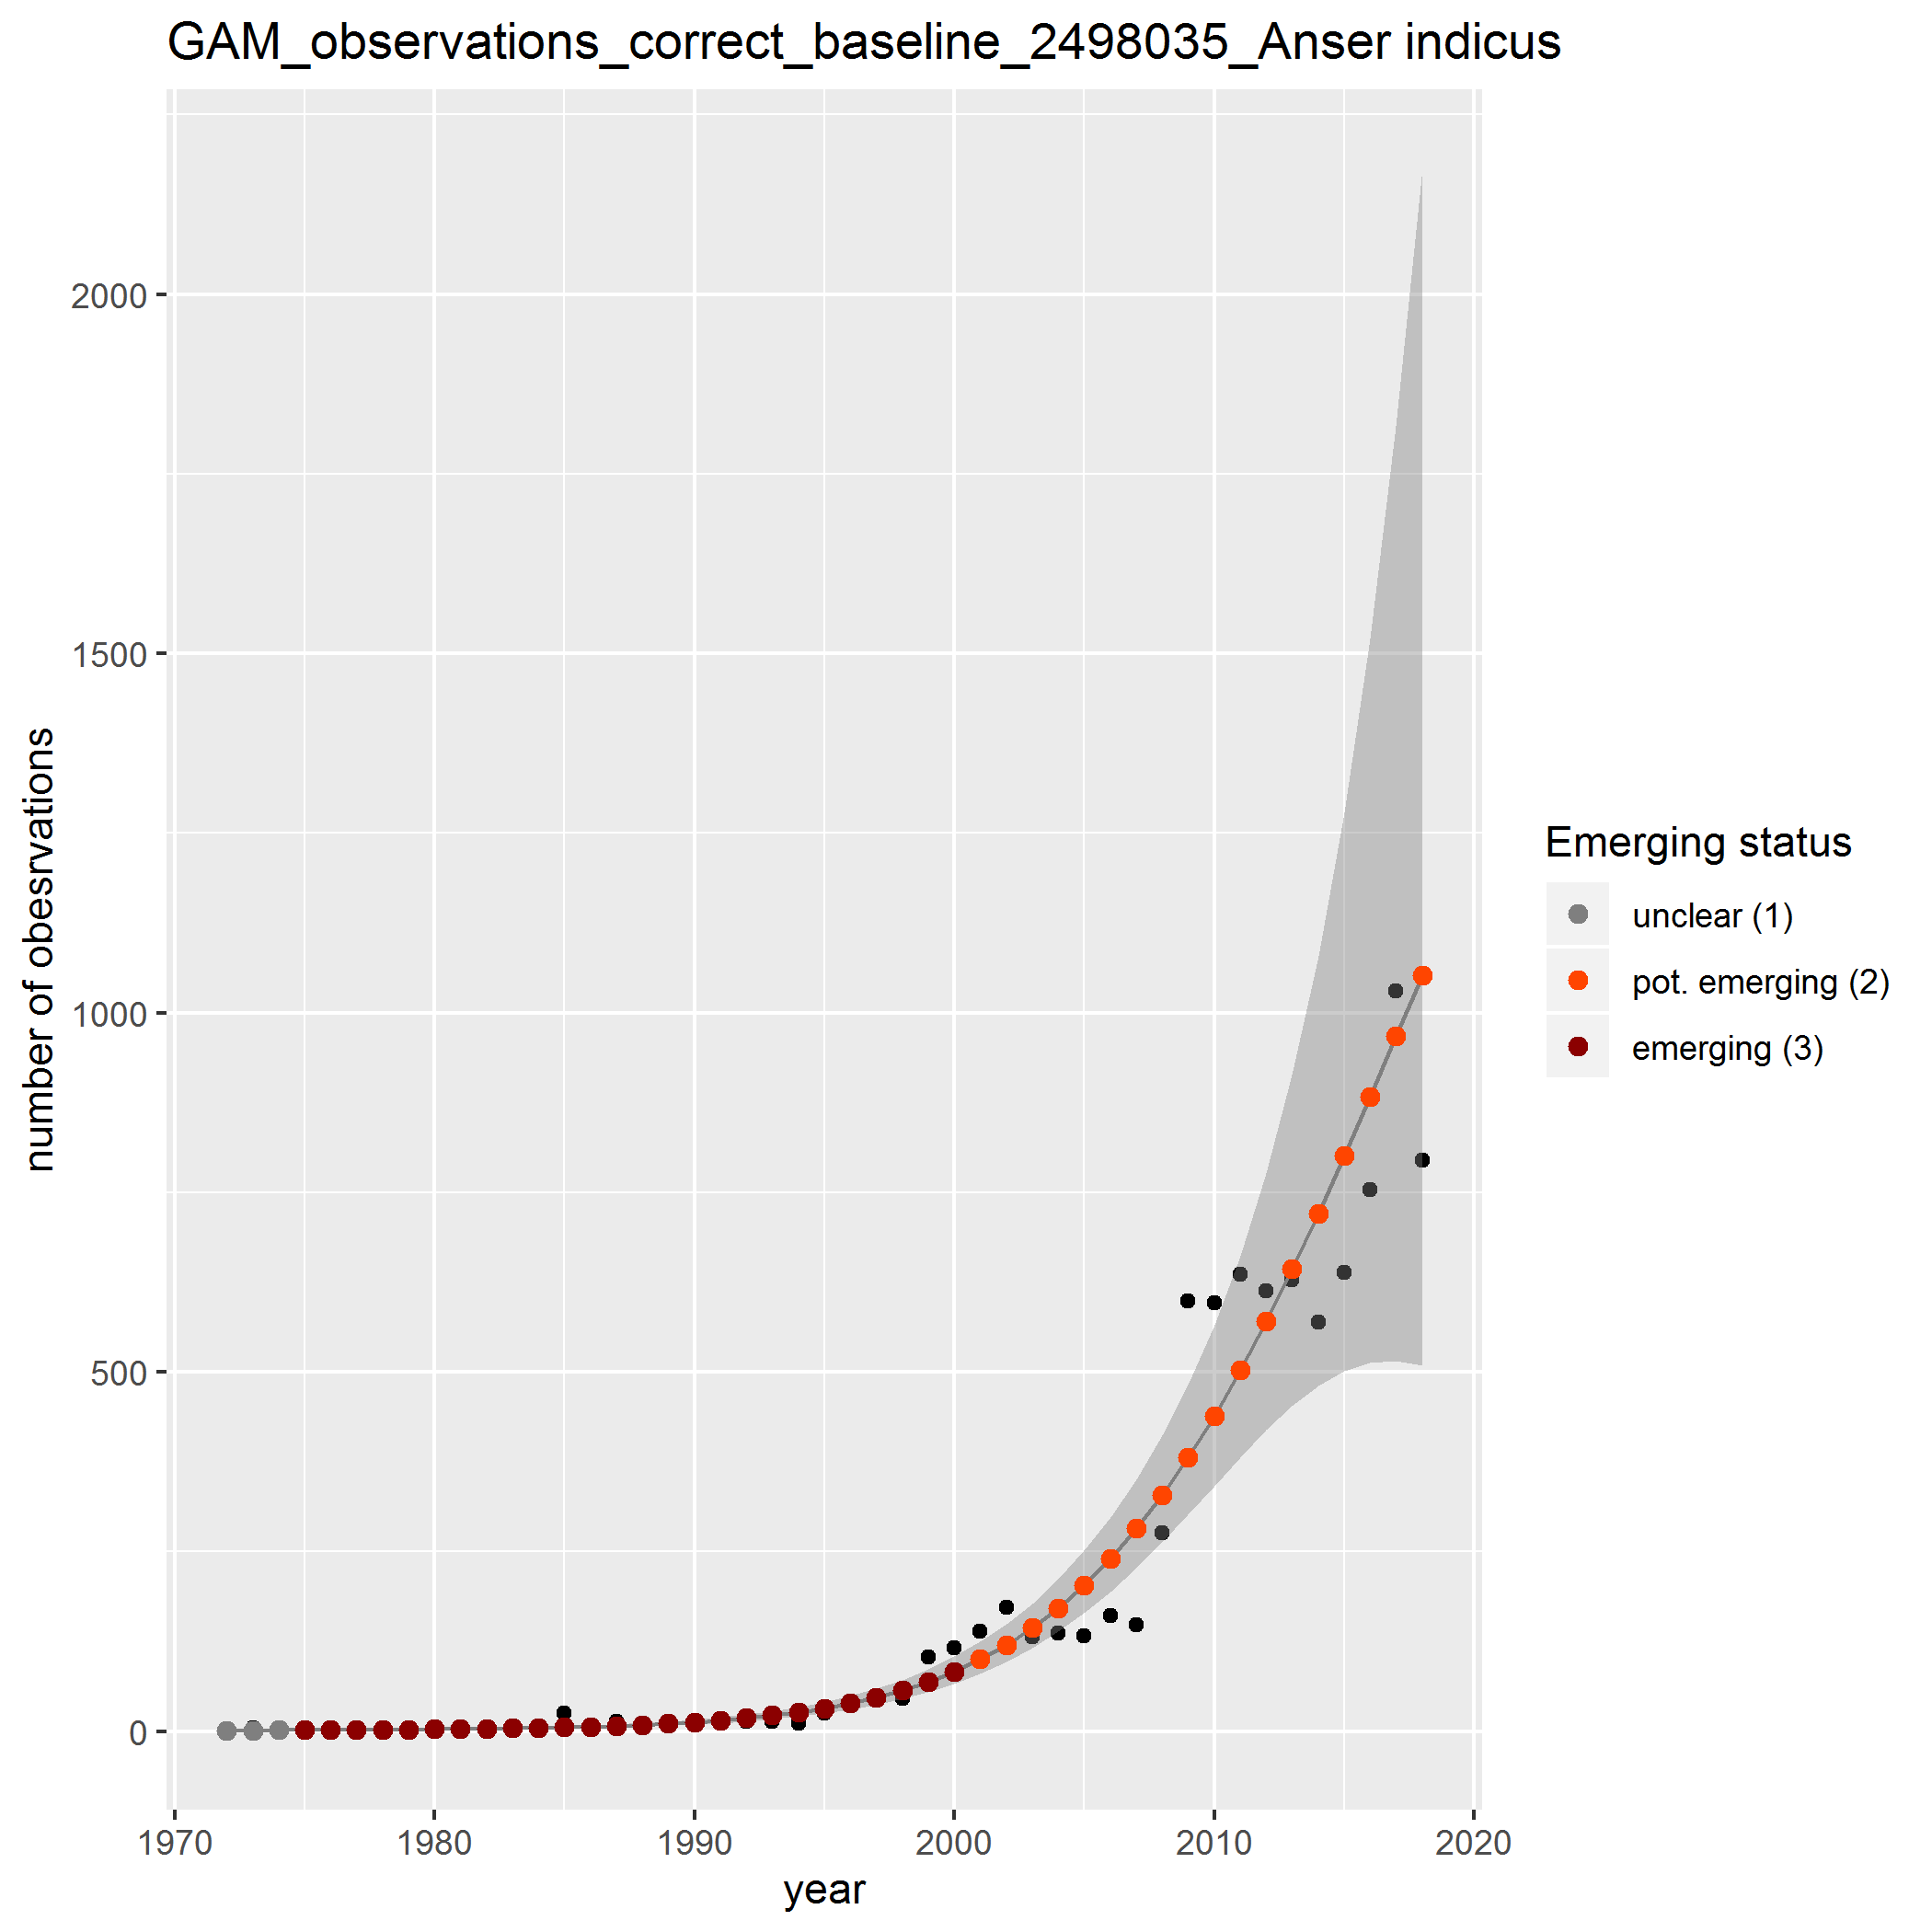 GAM_observations_correct_baseline_2498035_Anser indicus
number of obesrvations
2000
1500
1000
500
0
1970 1980 1990 2000 2010 2020
year
Emerging status
unclear (1)
pot. emerging (2)
emerging (3)